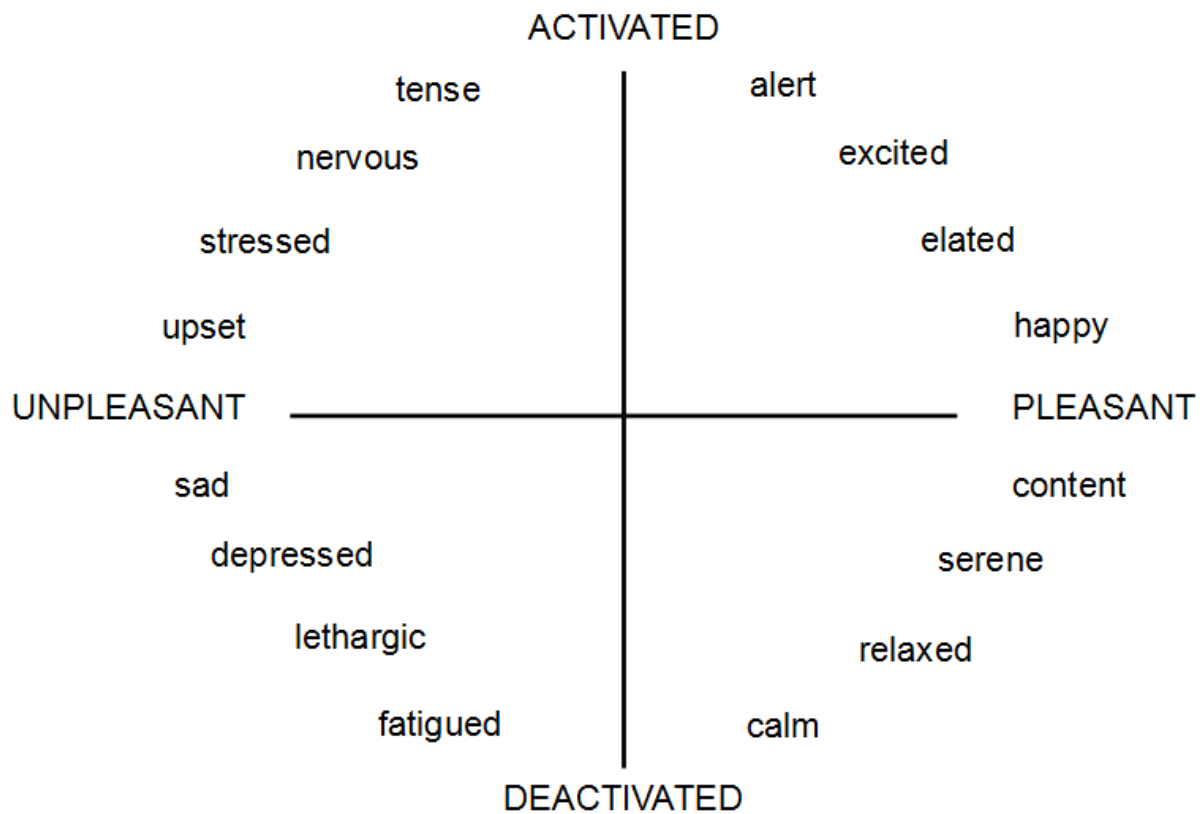 ACTIVATED
tense alert
nervous excited
stressed elated
upset happy
UNPLEASANT PLEASANT
sad content
depressed serene
lethargic relaxed
fatigued calm
DEACTIVATED